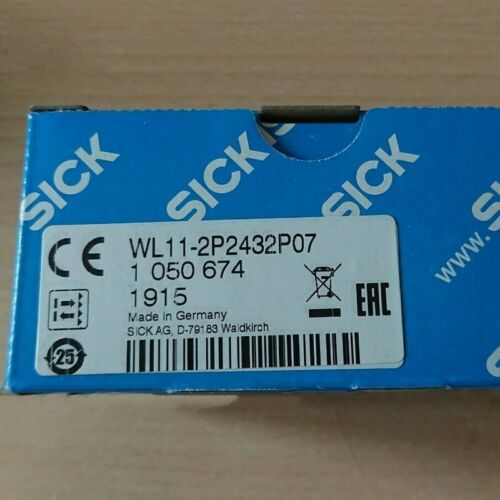 SICK
SICK
SICK
SICK
www.
WL11-2P2432P07
1 050 674
1915
Made in Germany
SICK AG, D-79183 Waldkirch
CE
25
EAC